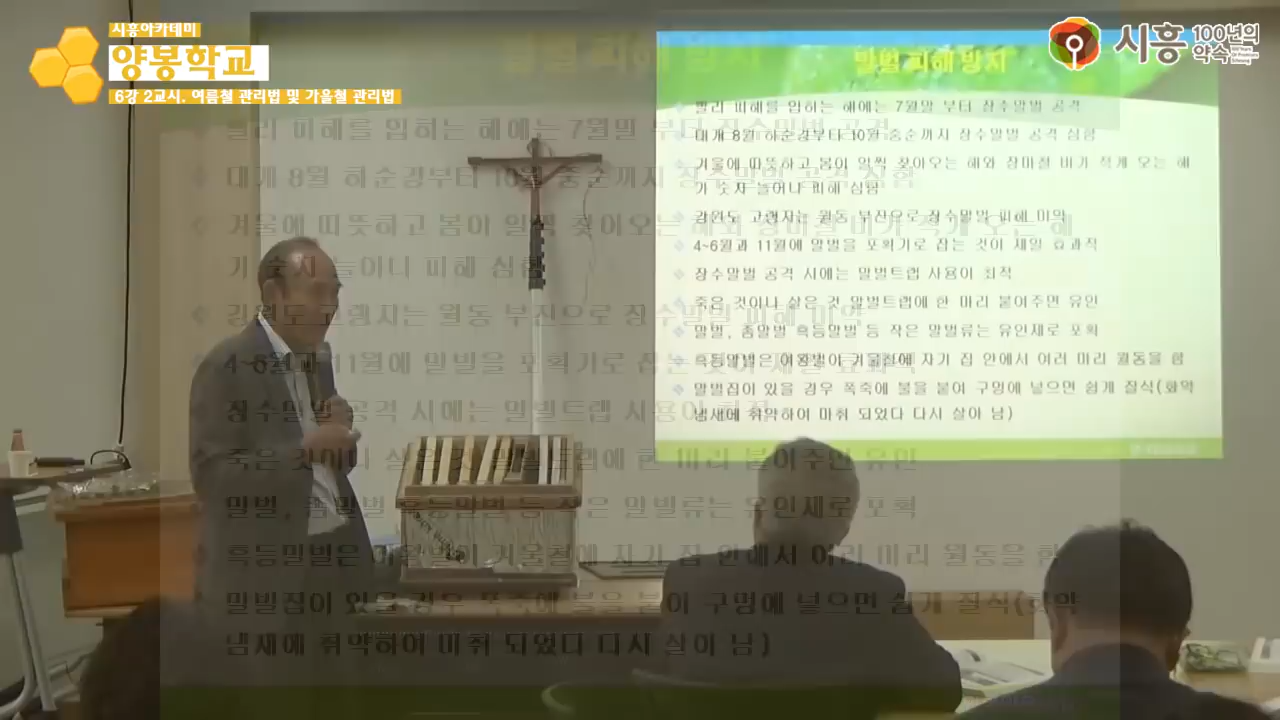 시흥아카데미
양봉학교
6강 2교시. 여름철 관리법 및 가을철 관리법
시흥 100년의 약속
말벌 피해 방지
빨리 피해를 입히는 해에는 7월말 부터 장수말벌 공격
대개 8월 하순경부터 10월 중순까지 장수말벌 공격 심함
겨울에 따뜻하고 봄이 일찍 찾아오는 해와 장마철 비가 적게 오는 해
가 숫자 늘어나 피해 심함
강원도 고랭지는 월동 부진으로 장수말벌 피해 미약
4~6월과 11월에 말벌을 포획기로 잡는 것이 제일 효과적
장수말벌 공격 시에는 말벌트랩 사용이 최적
죽은 것이나 살은 것 말벌트랩에 한 마리 붙여주면 유인
말벌, 좀말벌 흑등말벌 등 작은 말벌류는 유인제로 포획
흑등말벌은 여왕벌이 겨울철에 자기 집 안에서 여러 마리 월동을 함
말벌집이 있을 경우 폭죽에 불을 붙여 구멍에 넣으면 쉽게 질식(화약
냄새에 취약하여 마취 되었다 다시 살아 남)